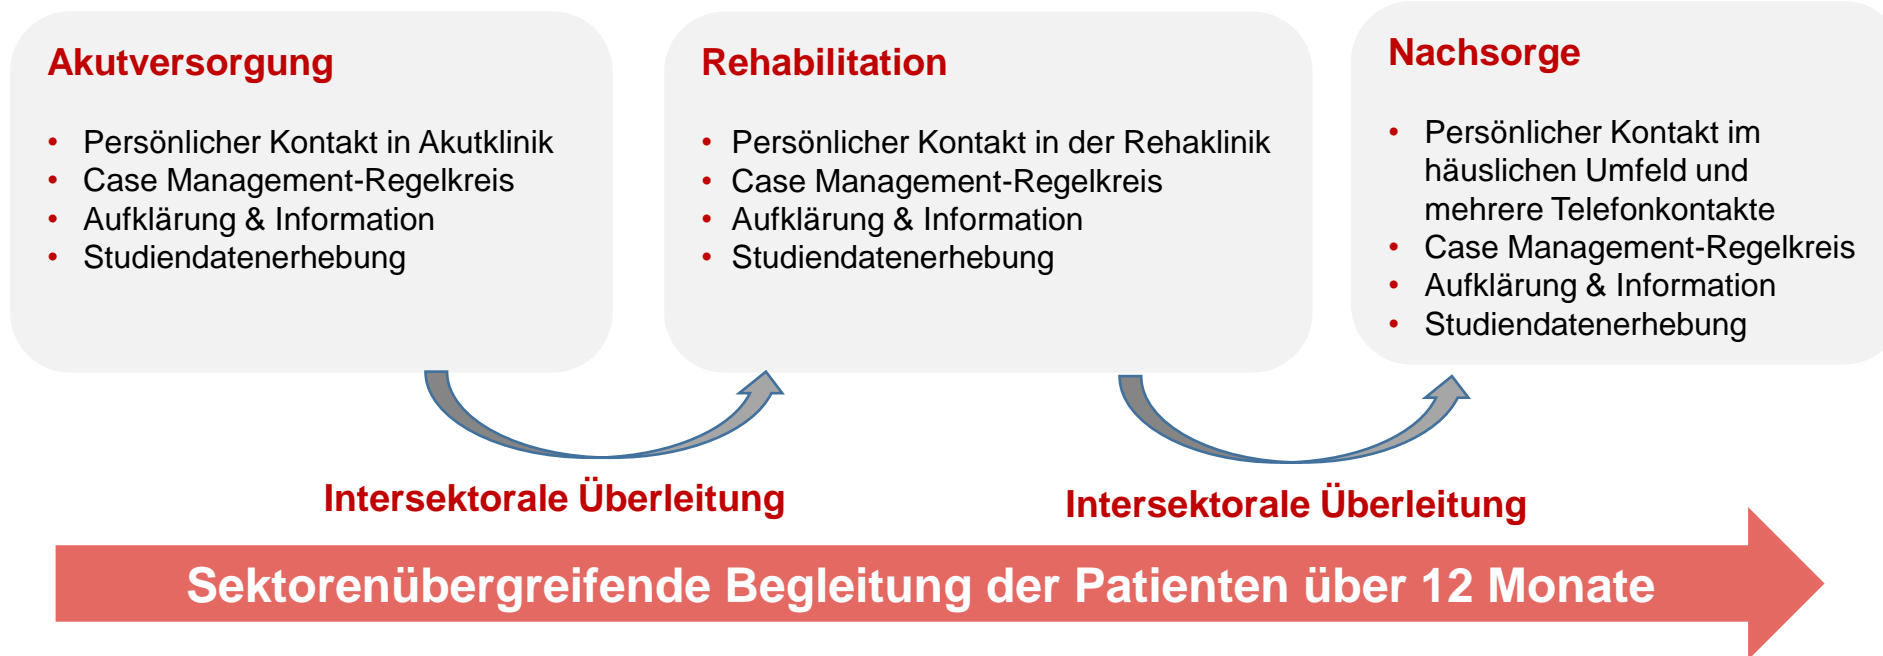 Akutversorgung
• Persönlicher Kontakt in Akutklinik
• Case Management-Regelkreis
• Aufklärung & Information
• Studiendatenerhebung
Rehabilitation
• Persönlicher Kontakt in der Rehaklinik
• Case Management-Regelkreis
• Aufklärung & Information
• Studiendatenerhebung
Nachsorge
• Persönlicher Kontakt im
häuslichen Umfeld und
mehrere Telefonkontakte
• Case Management-Regelkreis
• Aufklärung & Information
• Studiendatenerhebung
Intersektorale Überleitung
Intersektorale Überleitung
Sektorenübergreifende Begleitung der Patienten über 12 Monate